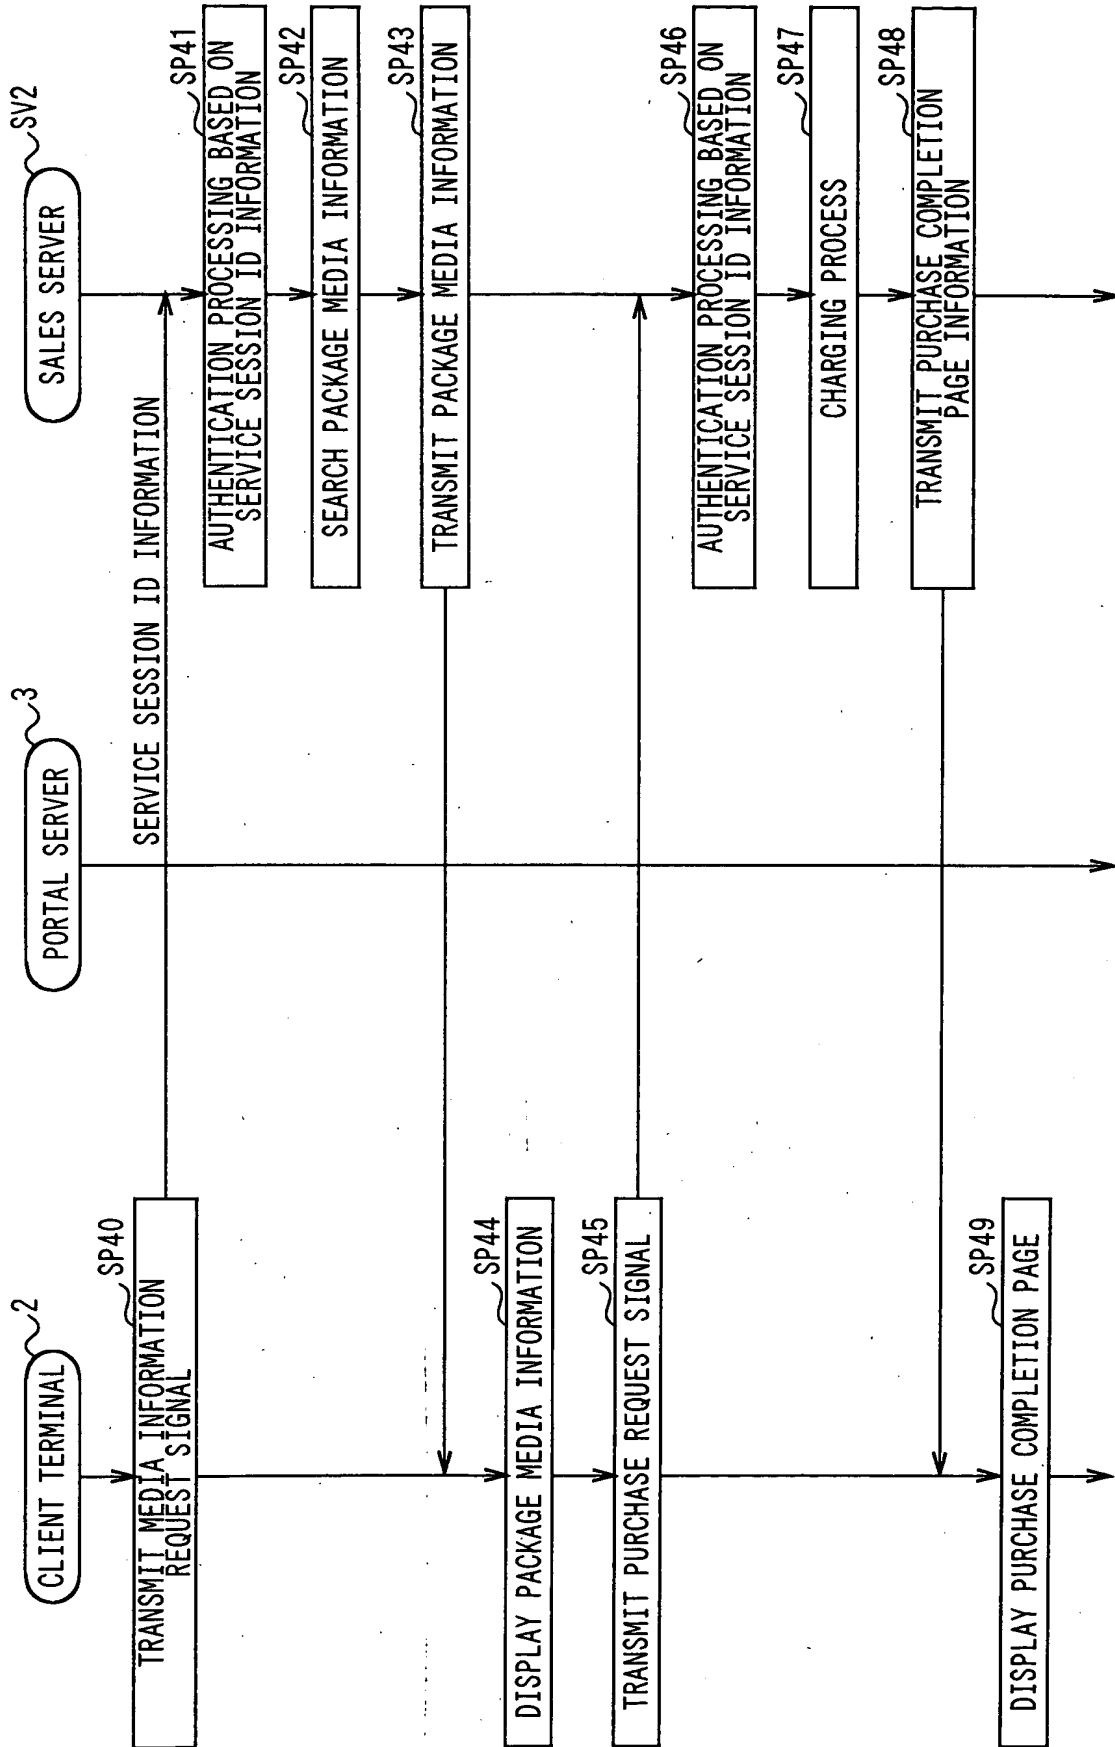 CLIENT TERMINAL
2
PORTAL SERVER
3
SALES SERVER
SV2
SP40
TRANSMIT MEDIA INFORMATION
REQUEST SIGNAL
SERVICE SESSION ID INFORMATION
SP41
AUTHENTICATION PROCESSING BASED ON
SERVICE SESSION ID INFORMATION
SP42
SEARCH PACKAGE MEDIA INFORMATION
SP43
TRANSMIT PACKAGE MEDIA INFORMATION
SP44
DISPLAY PACKAGE MEDIA INFORMATION
SP45
TRANSMIT PURCHASE REQUEST SIGNAL
SP46
AUTHENTICATION PROCESSING BASED ON
SERVICE SESSION ID INFORMATION
SP47
CHARGING PROCESS
SP48
TRANSMIT PURCHASE COMPLETION
PAGE INFORMATION
SP49
DISPLAY PURCHASE COMPLETION PAGE